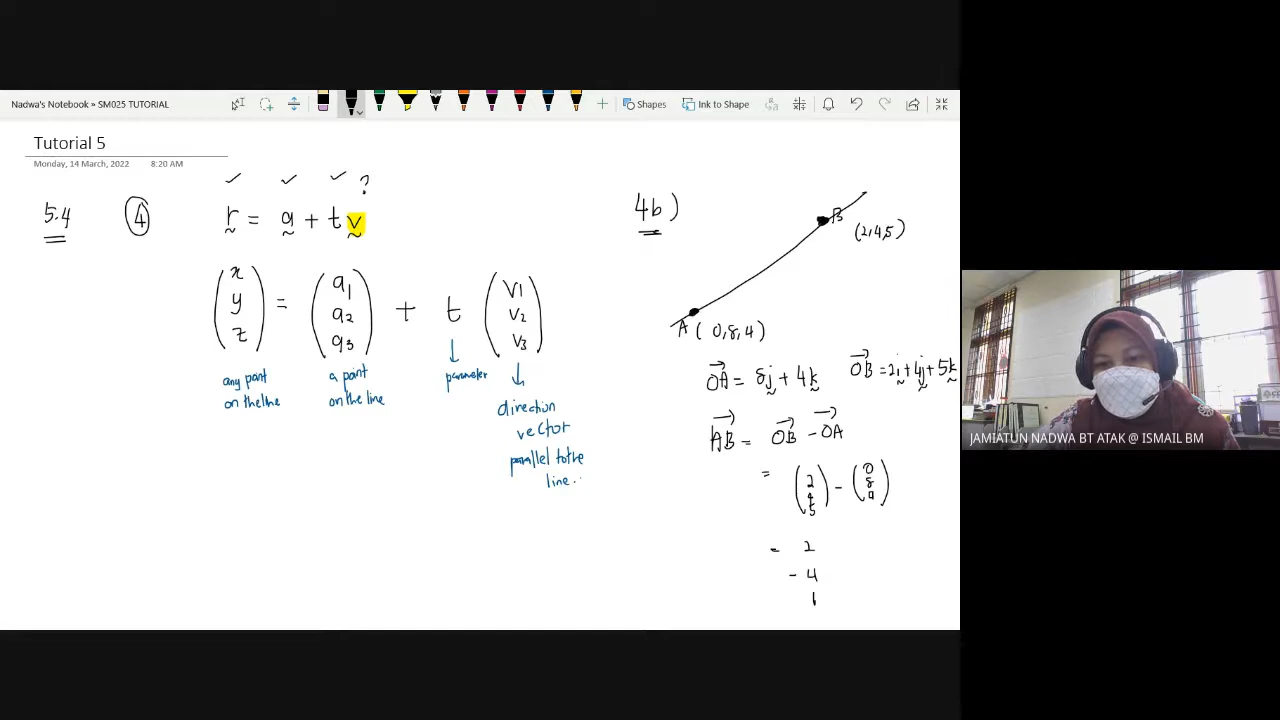 Nadwa's Notebook » SM025 TUTORIAL
Shapes
Ink to Shape
Tutorial 5
Monday, 14 March, 2022 8:20 AM
5.4
4
?
r = a + t v
x
y
z
=
a1
a2
a3
+ t
v1
v2
v3
any point
on the line
a point
on the line
parameter
direction
vector
parallel to the
line..
4b)
B
(2,4,5)
A (0,8,4)
OA = 8j + 4k
OB = 2i + 4j + 5k
AB = OB - OA
=
2
4
5
-
0
8
4
= 2
- 4
1
JAMIATUN NADWA BT ATAK @ ISMAIL BM